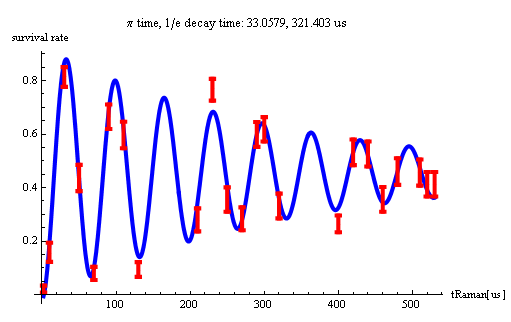 π time, 1/e decay time: 33.0579, 321.403 us
survival rate
0.8
0.6
0.4
0.2
100 200 300 400 500
tRaman[us]